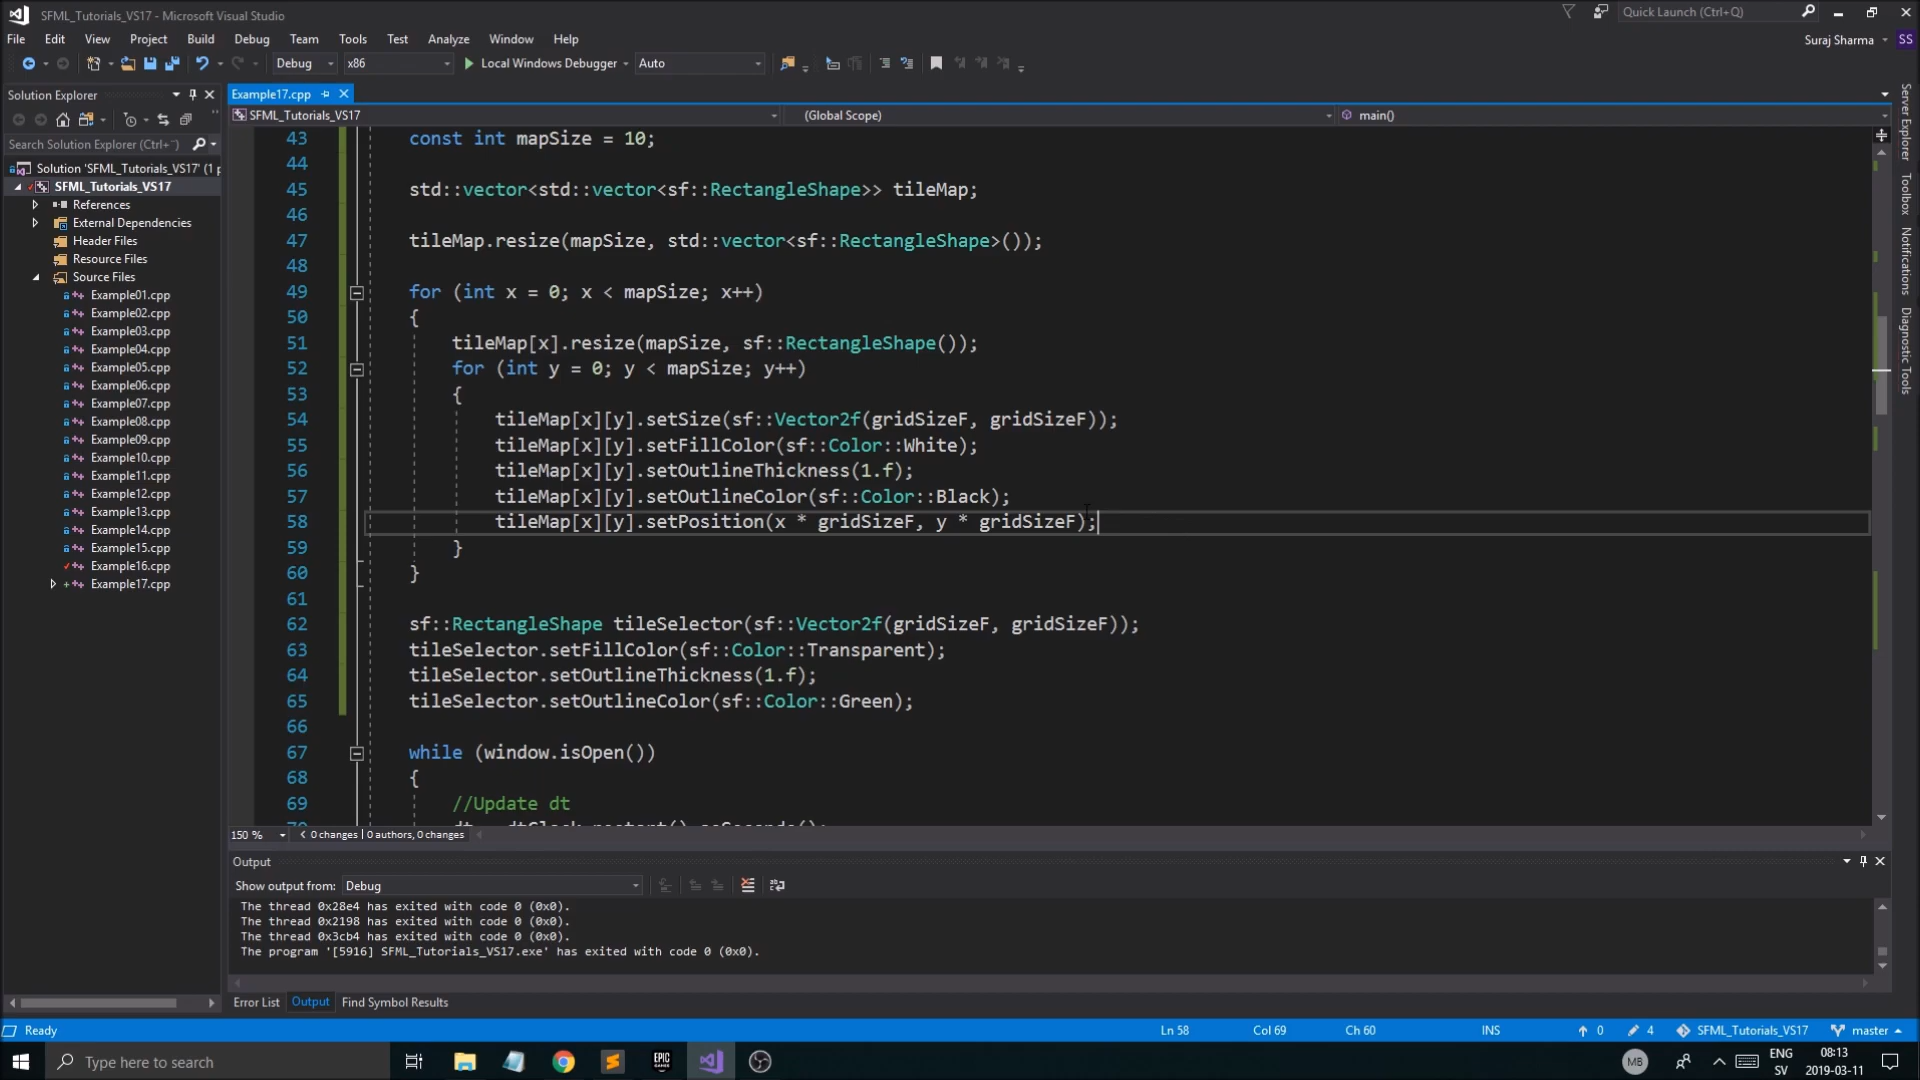 SFML_Tutorials_VS17 - Microsoft Visual Studio
Quick Launch (Ctrl+Q)
File Edit View Project Build Debug Team Tools Test Analyze Window Help
Suraj Sharma SS
Debug x86 Local Windows Debugger Auto
Solution Explorer
Example17.cpp
SFML_Tutorials_VS17 (Global Scope) main()
Search Solution Explorer (Ctrl+¨)
Solution 'SFML_Tutorials_VS17' (1 p
SFML_Tutorials_VS17
References
External Dependencies
Header Files
Resource Files
Source Files
Example01.cpp
Example02.cpp
Example03.cpp
Example04.cpp
Example05.cpp
Example06.cpp
Example07.cpp
Example08.cpp
Example09.cpp
Example10.cpp
Example11.cpp
Example12.cpp
Example13.cpp
Example14.cpp
Example15.cpp
Example16.cpp
Example17.cpp
43 const int mapSize = 10;
44
45 std::vector<std::vector<sf::RectangleShape>> tileMap;
46
47 tileMap.resize(mapSize, std::vector<sf::RectangleShape>());
48
49 for (int x = 0; x < mapSize; x++)
50 {
51 tileMap[x].resize(mapSize, sf::RectangleShape());
52 for (int y = 0; y < mapSize; y++)
53 {
54 tileMap[x][y].setSize(sf::Vector2f(gridSizeF, gridSizeF));
55 tileMap[x][y].setFillColor(sf::Color::White);
56 tileMap[x][y].setOutlineThickness(1.f);
57 tileMap[x][y].setOutlineColor(sf::Color::Black);
58 tileMap[x][y].setPosition(x * gridSizeF, y * gridSizeF);
59 }
60 }
61
62 sf::RectangleShape tileSelector(sf::Vector2f(gridSizeF, gridSizeF));
63 tileSelector.setFillColor(sf::Color::Transparent);
64 tileSelector.setOutlineThickness(1.f);
65 tileSelector.setOutlineColor(sf::Color::Green);
66
67 while (window.isOpen())
68 {
69 //Update dt
150 % 0 changes | 0 authors, 0 changes
Server Explorer
Toolbox
Notifications
Diagnostic Tools
Output
Show output from: Debug
The thread 0x28e4 has exited with code 0 (0x0).
The thread 0x2198 has exited with code 0 (0x0).
The thread 0x3cb4 has exited with code 0 (0x0).
The program '[5916] SFML_Tutorials_VS17.exe' has exited with code 0 (0x0).
Error List Output Find Symbol Results
Ready Ln 58 Col 69 Ch 60 INS 0 4 SFML_Tutorials_VS17 master
Type here to search
EPIC GAMES
MB
ENG
SV
08:13
2019-03-11